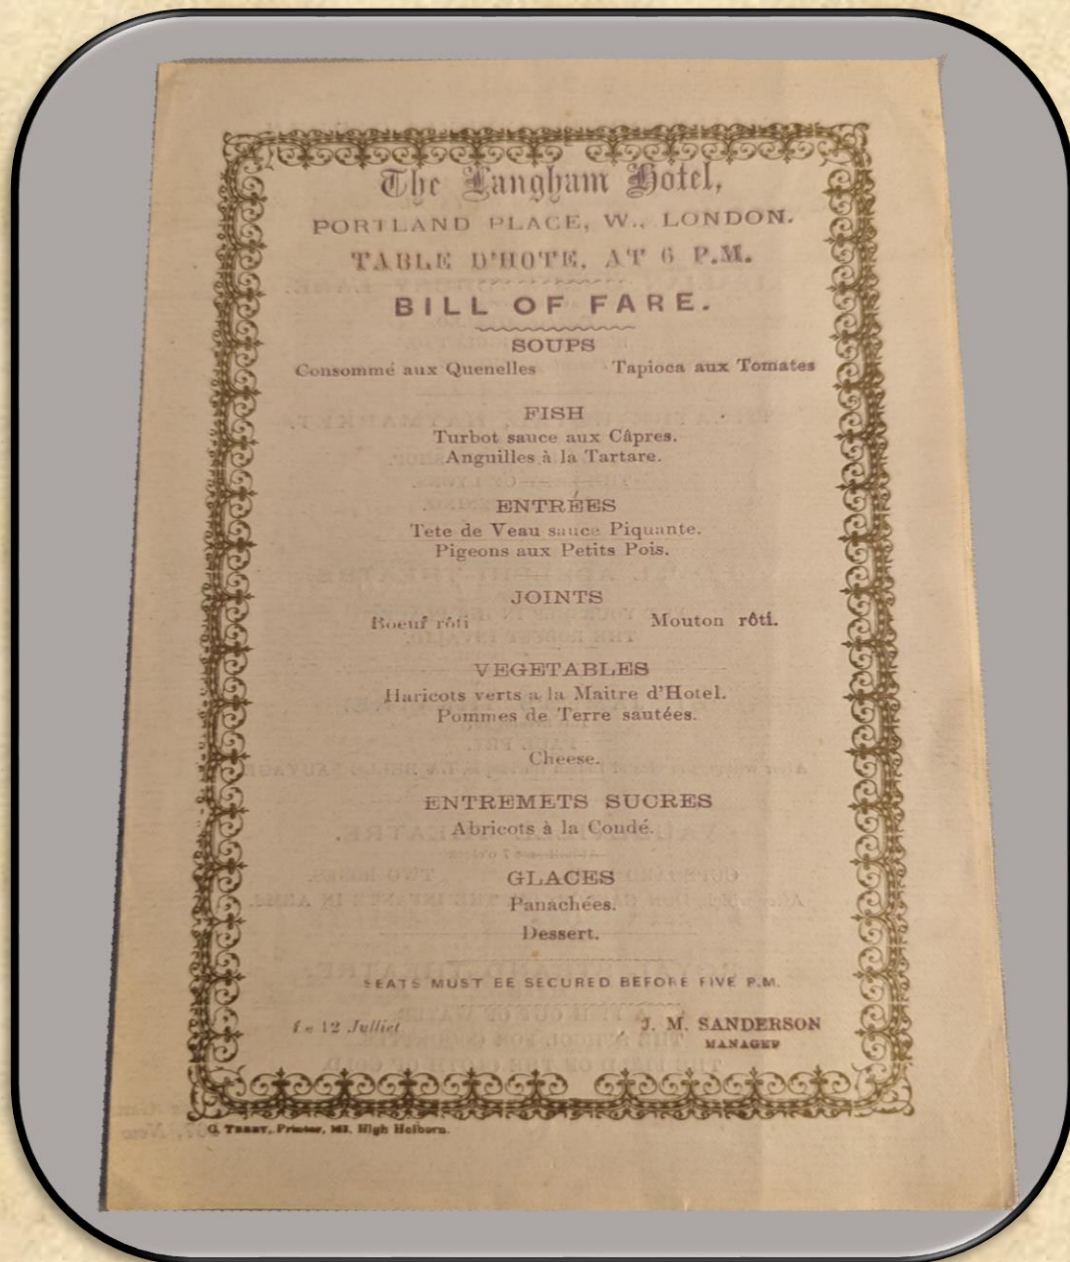 The Langham Hotel,
PORTLAND PLACE, W., LONDON.
TABLE D'HOTE, AT 6 P.M.
BILL OF FARE.
SOUPS
Consommé aux Quenelles Tapioca aux Tomates
FISH
Turbot sauce aux Câpres.
Anguilles à la Tartare.
ENTRÉES
Tete de Veau sauce Piquante.
Pigeons aux Petits Pois.
JOINTS
Boeuf rôti Mouton rôti.
VEGETABLES
Haricots verts a la Maitre d'Hotel.
Pommes de Terre sautées.
Cheese.
ENTREMETS SUCRES
Abricots à la Condé.
GLACES
Panachées.
Dessert.
SEATS MUST BE SECURED BEFORE FIVE P.M.
Le 12 Julliet J. M. SANDERSON
MANAGER
Printer, High Holborn.